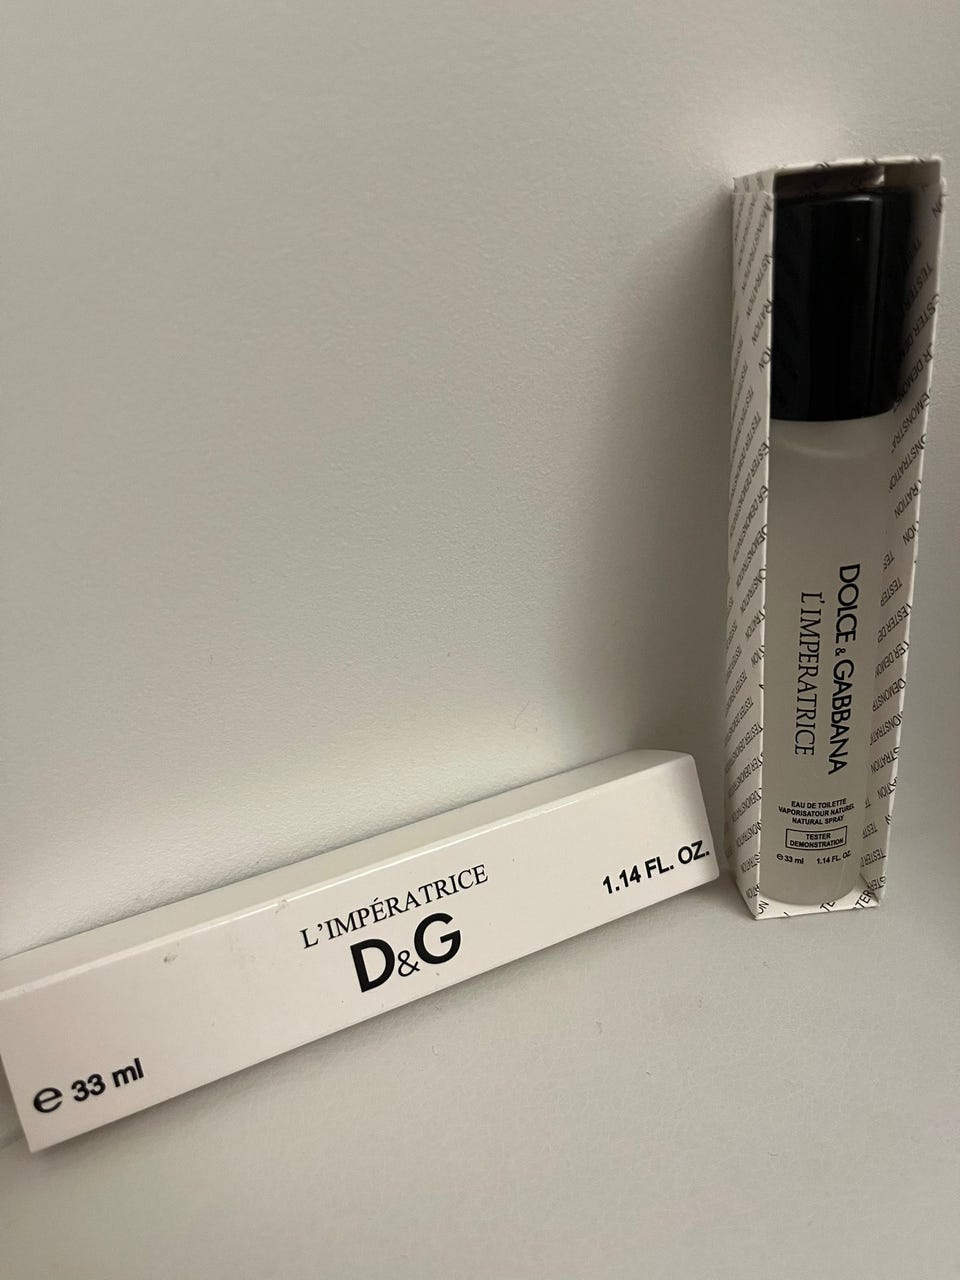 L'IMPÉRATRICE
D&G
e 33 ml
1.14 FL. OZ.
DOLCE & GABBANA
L'IMPERATRICE
EAU DE TOILETTE
VAPORISATOUR NATUREL
NATURAL SPRAY
TESTER
DEMONSTRATION
e 33 ml 1.14 FL. OZ.